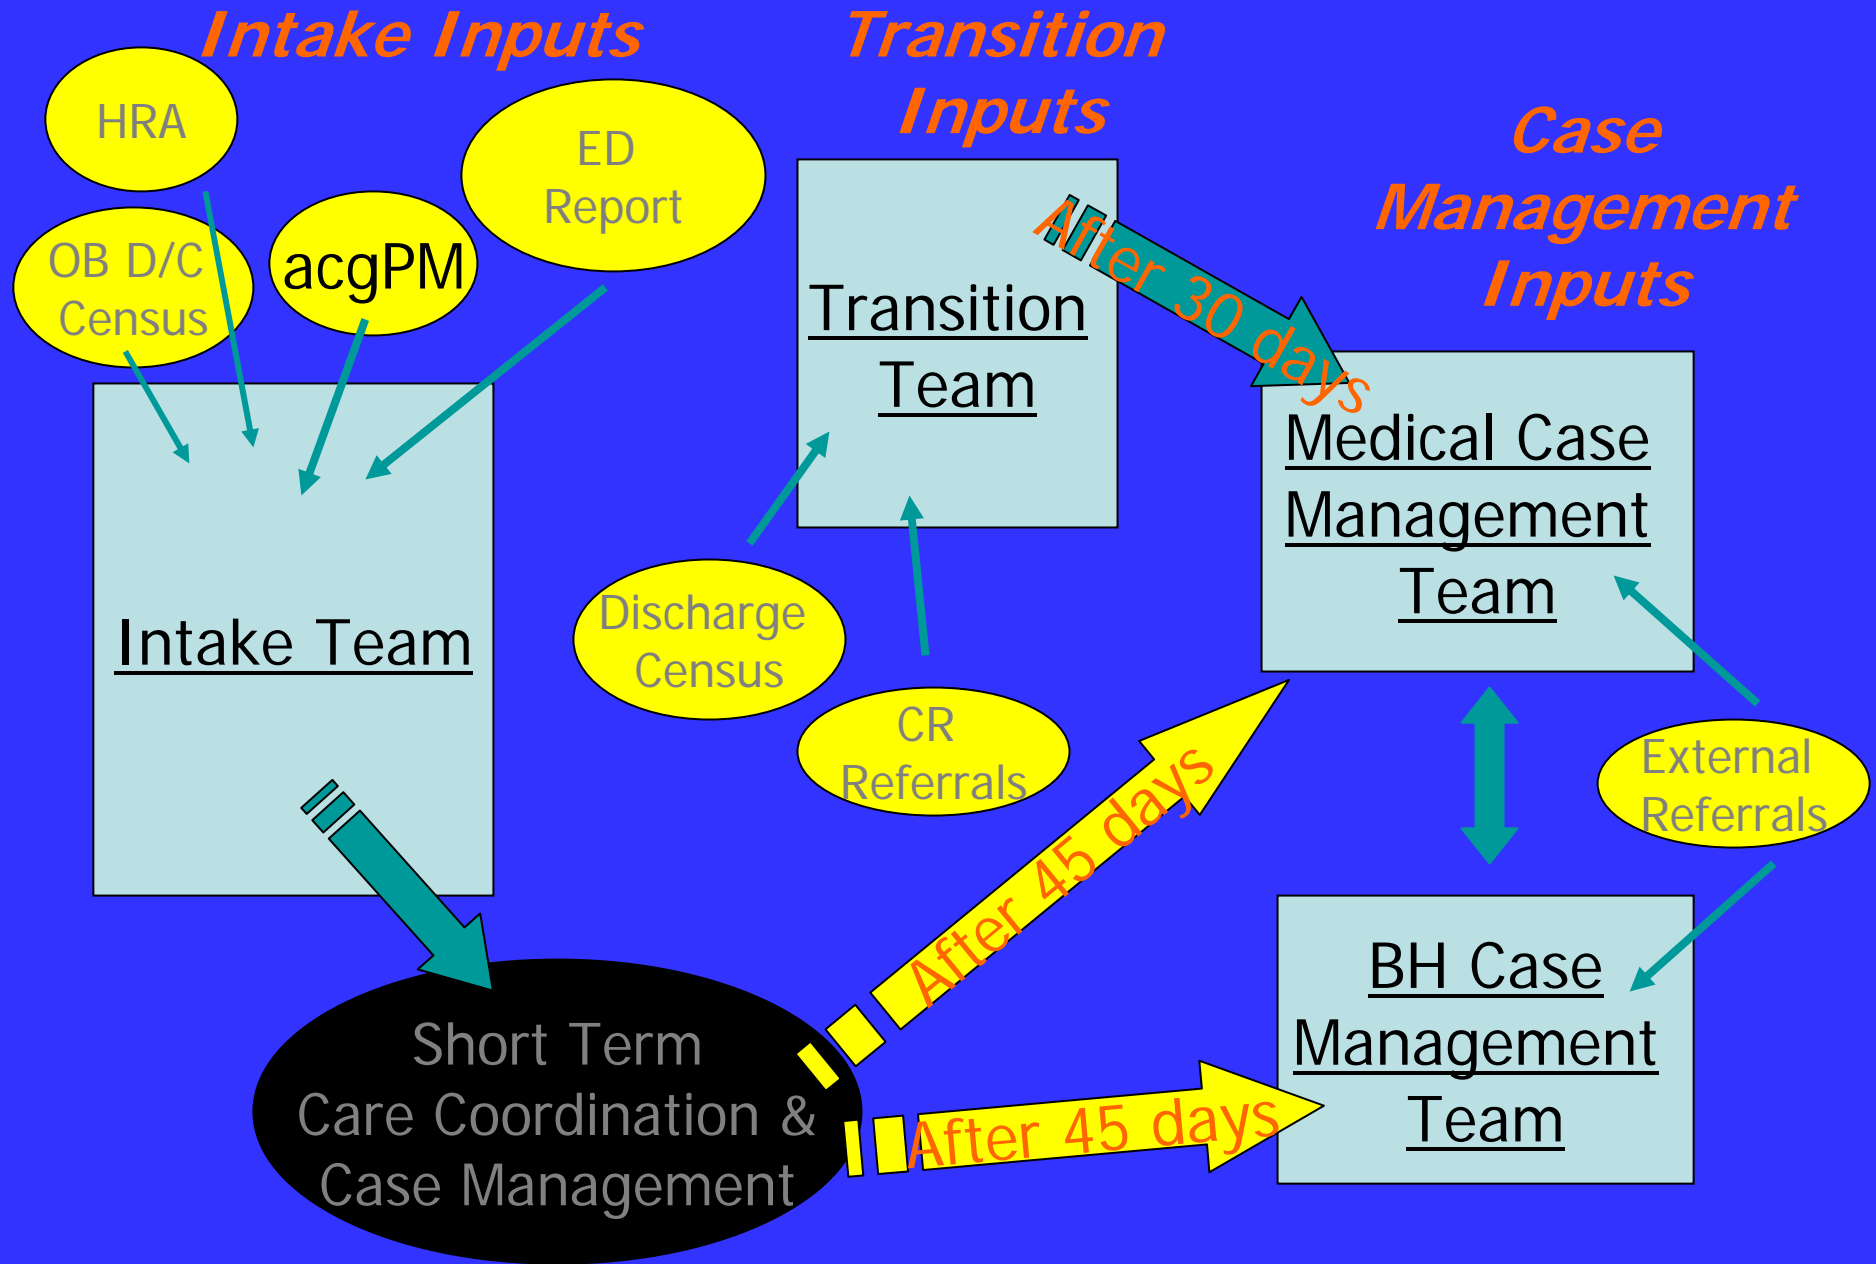 Intake Inputs
Transition
Inputs
Case
Management
Inputs
HRA
ED
Report
OB D/C
Census
acgPM
Transition
Team
After 30 days
Medical Case
Management
Team
Intake Team
Discharge
Census
CR
Referrals
External
Referrals
After 45 days
BH Case
Management
Team
Short Term
Care Coordination &
Case Management
After 45 days